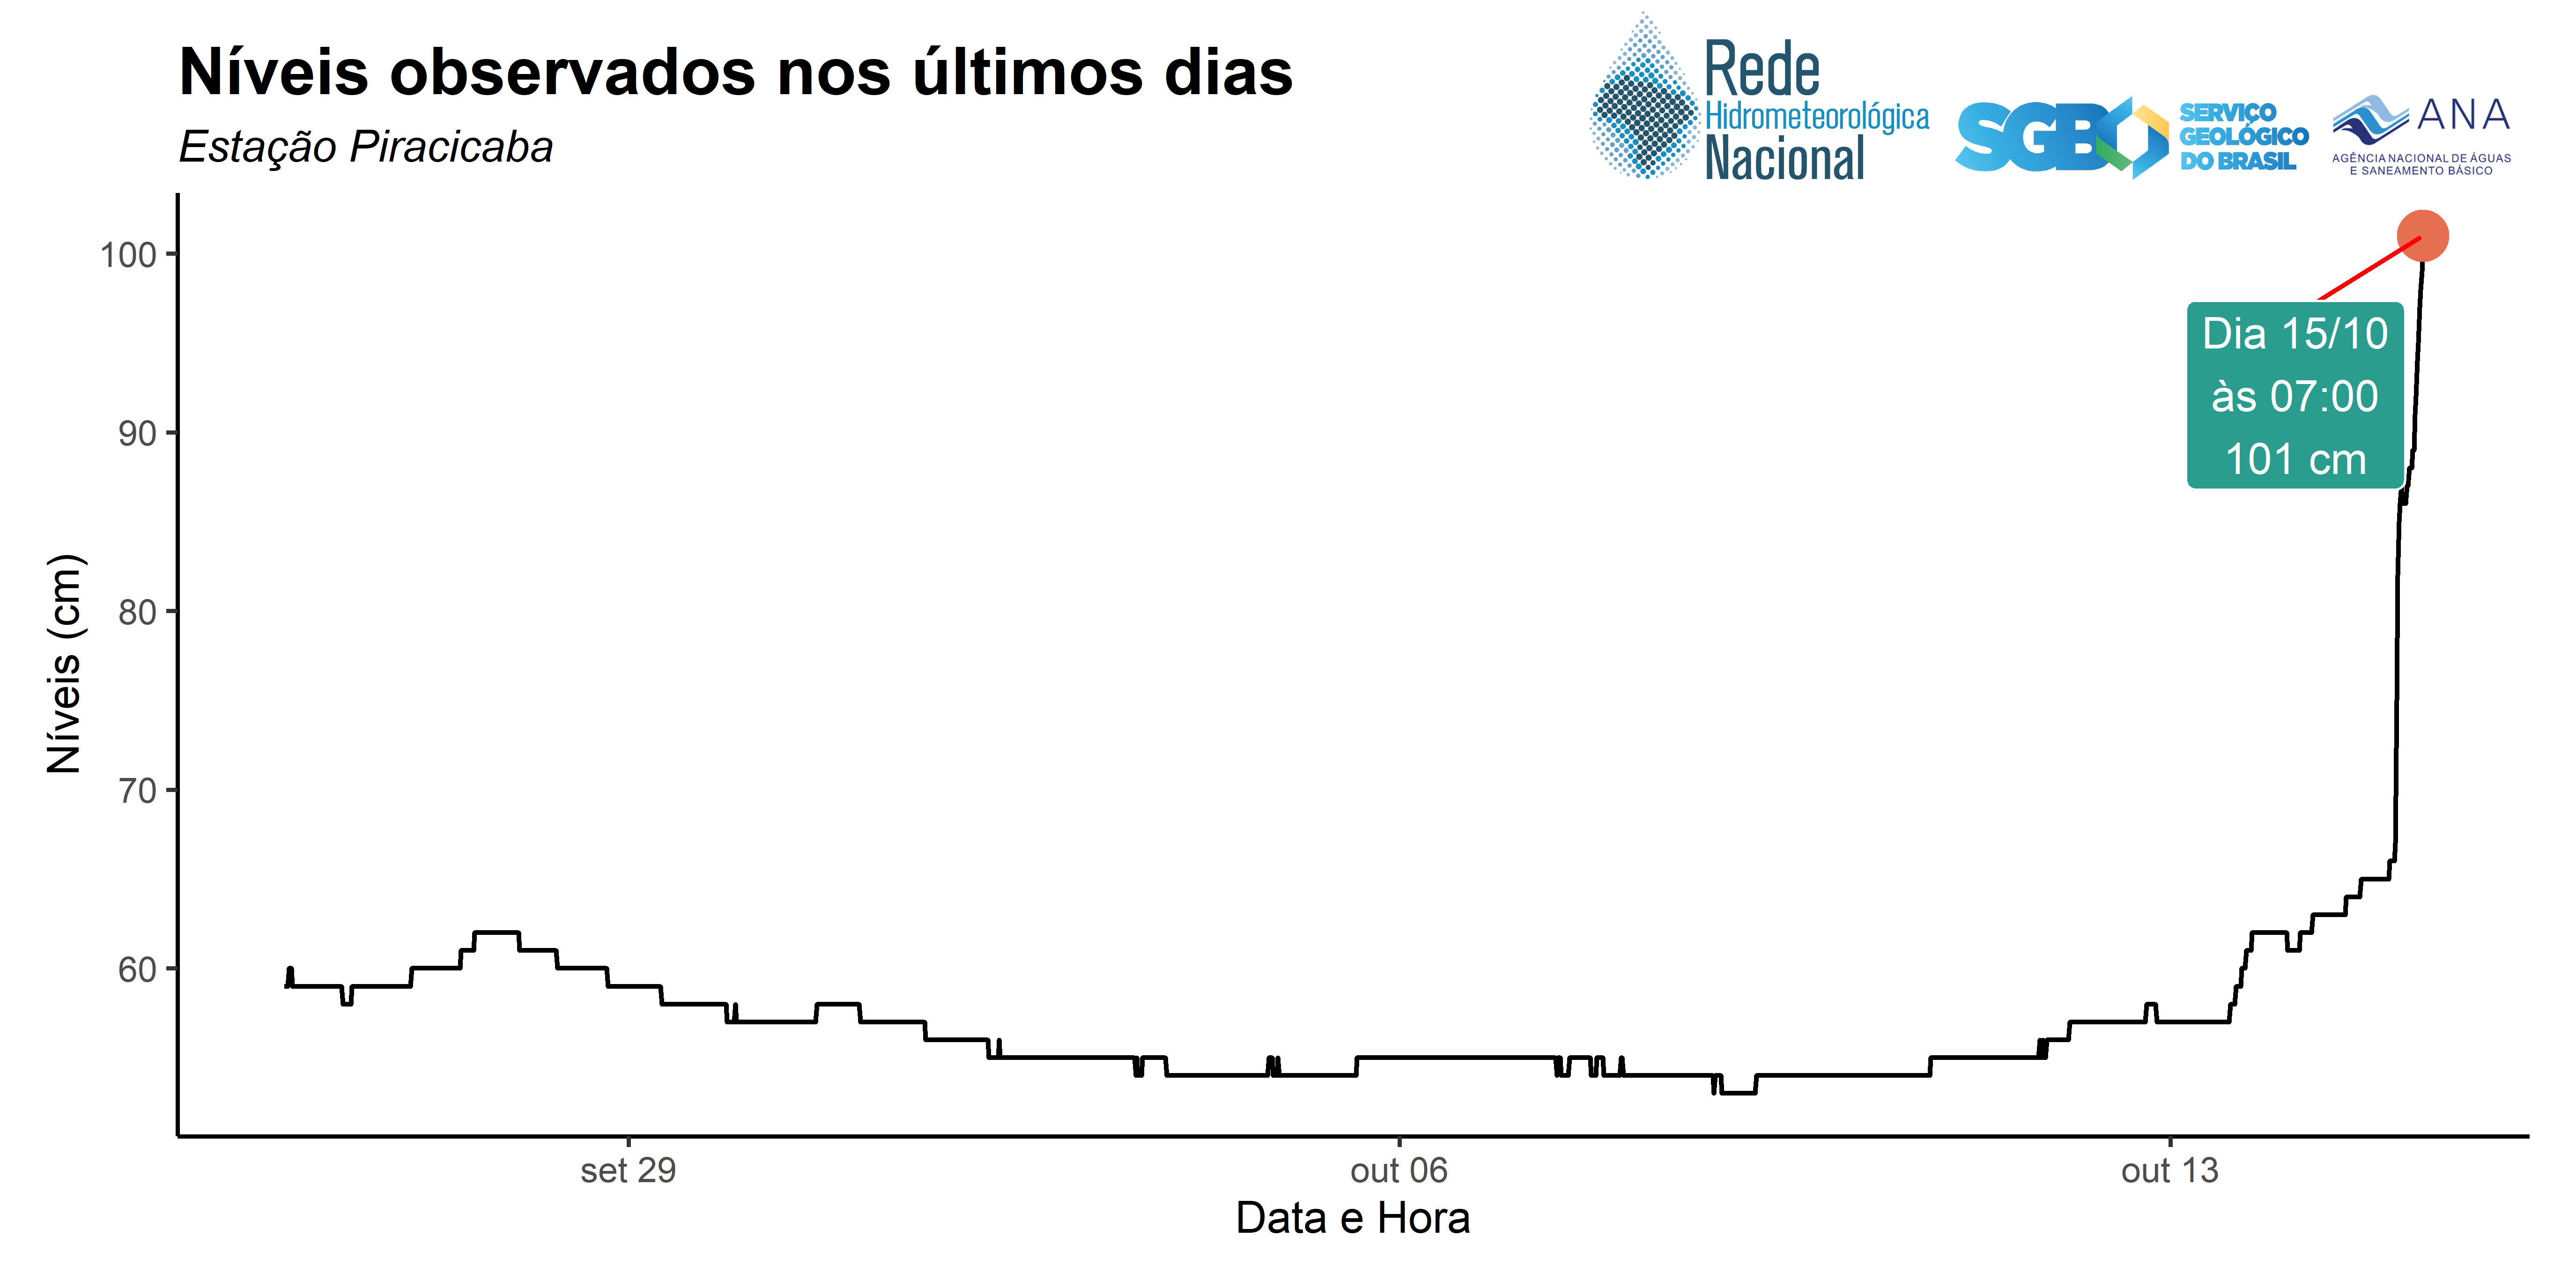 Níveis observados nos últimos dias
Estação Piracicaba
Rede
Hidrometeorológica
Nacional
SGB
SERVIÇO
GEOLÓGICO
DO BRASIL
ANA
AGÊNCIA NACIONAL DE ÁGUAS
E SANEAMENTO BÁSICO
Níveis (cm)
100
90
80
70
60
Dia 15/10
às 07:00
101 cm
set 29
out 06
out 13
Data e Hora